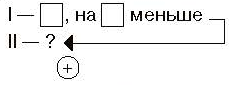 I — □, на □ меньше
II — ?
+